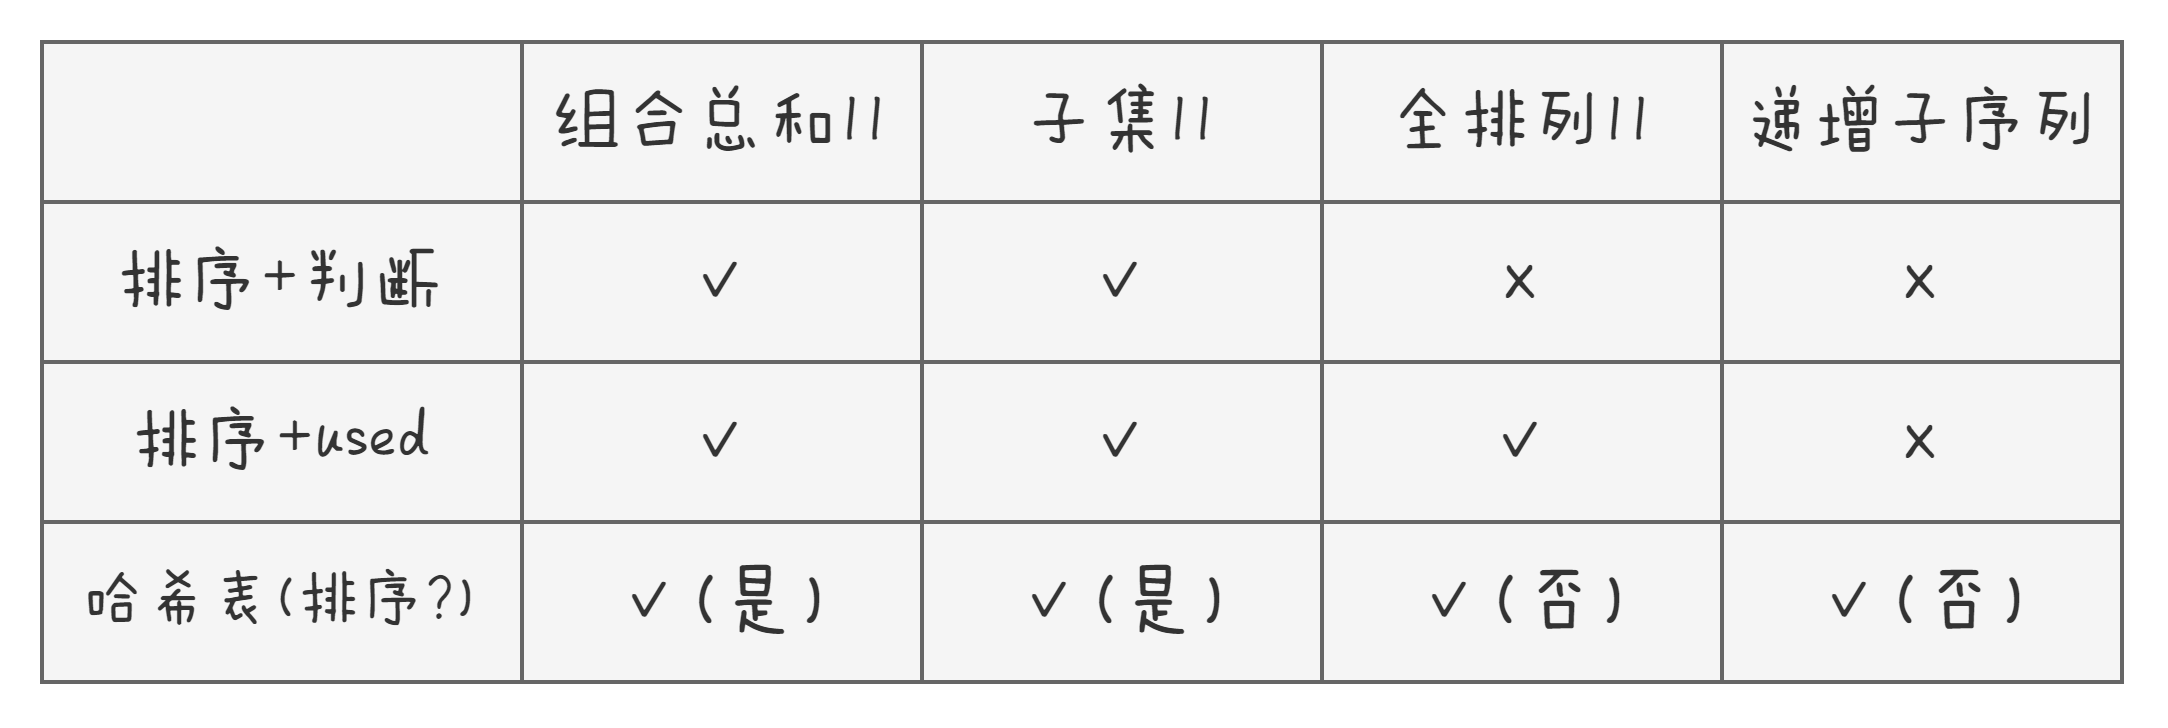 组合总和II 子集II 全排列II 递增子序列
排序+判断 ✓ ✓ x x
排序+used ✓ ✓ ✓ x
哈希表(排序?) ✓(是) ✓(是) ✓(否) ✓(否)